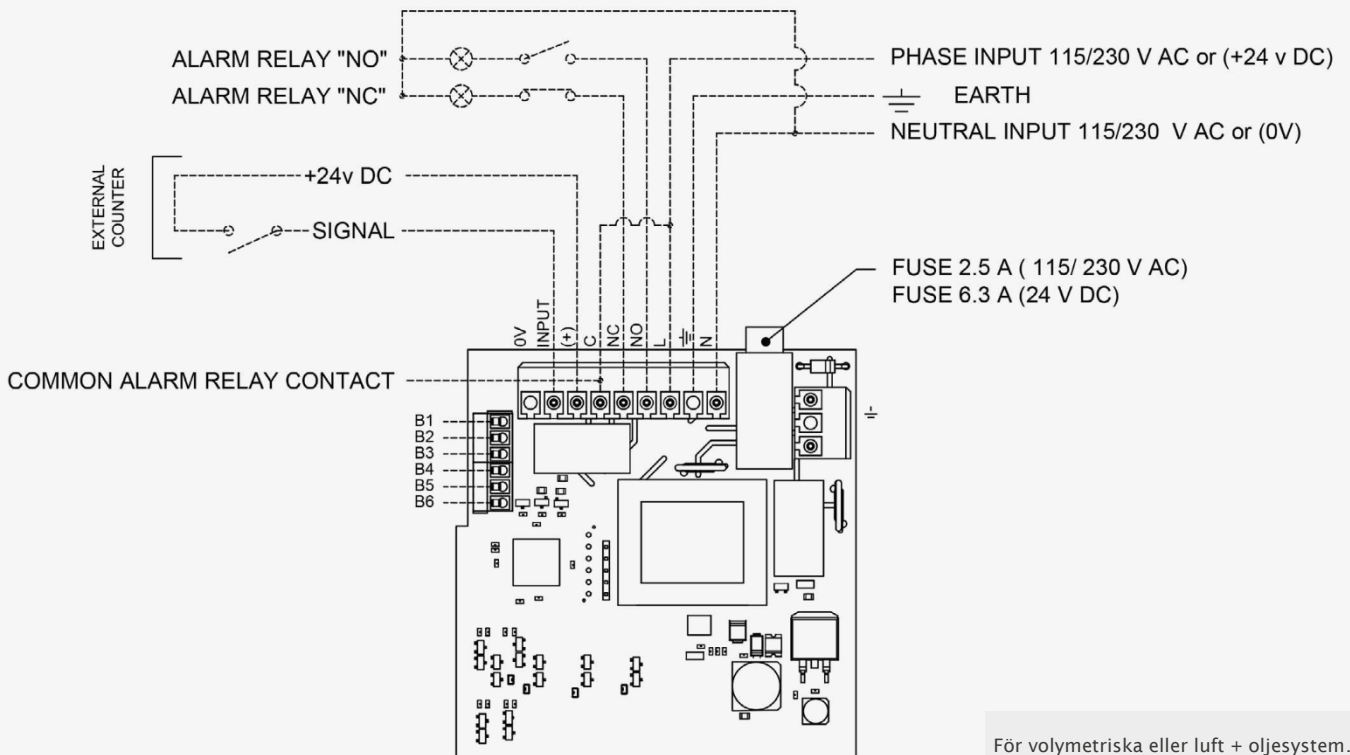 ALARM RELAY "NO"
ALARM RELAY "NC"
PHASE INPUT 115/230 V AC or (+24 v DC)
EARTH
NEUTRAL INPUT 115/230 V AC or (0V)
EXTERNAL
COUNTER
+24v DC
SIGNAL
FUSE 2.5 A ( 115/ 230 V AC)
FUSE 6.3 A (24 V DC)
0V
INPUT
(+)
C
NC
NO
L
N
COMMON ALARM RELAY CONTACT
B1
B2
B3
B4
B5
B6
För volymetriska eller luft + oljesystem.